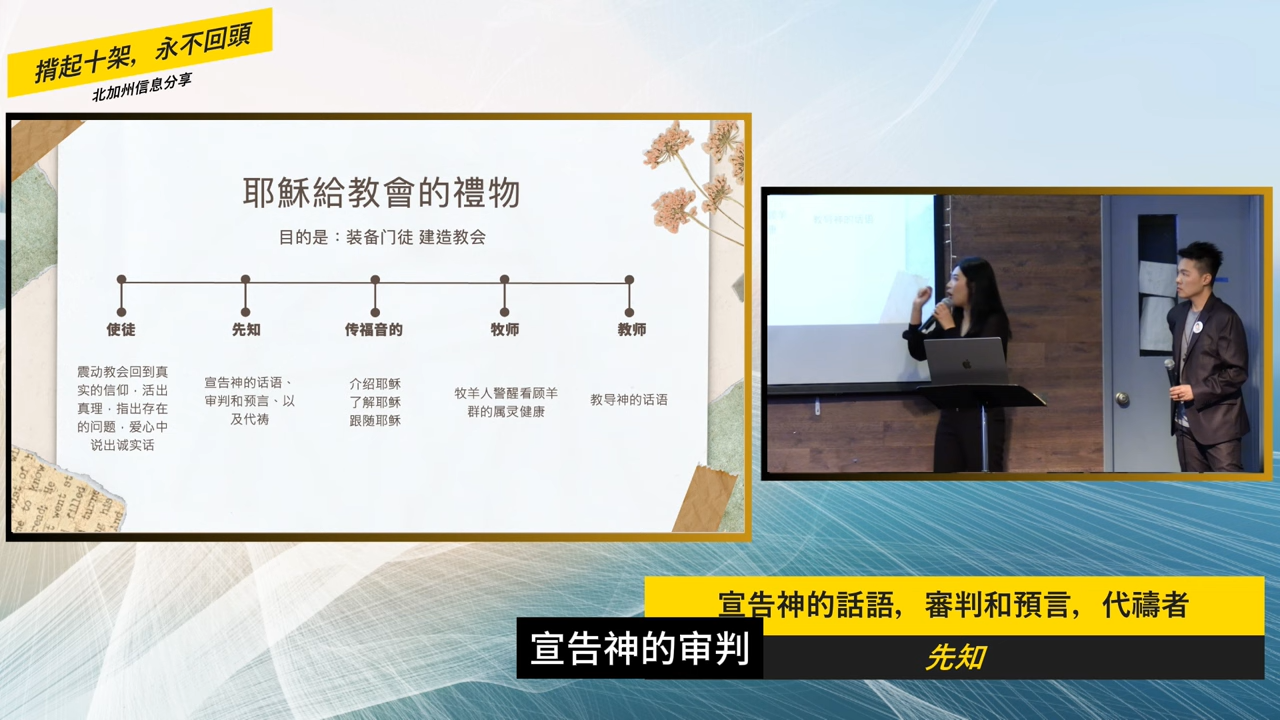 揹起十架，永不回頭
北加州信息分享
耶穌給教會的禮物
目的是：装备门徒 建造教会
使徒
先知
传福音的
牧师
教师
震动教会回到真
实的信仰，活出
真理，指出存在
的问题，爱心中
说出诚实话
宣告神的话语、
审判和预言、以
及代祷
介绍耶稣
了解耶稣
跟随耶稣
牧羊人警醒看顾羊
群的属灵健康
教导神的话语
宣告神的話語，審判和預言，代禱者
宣告神的审判
先知